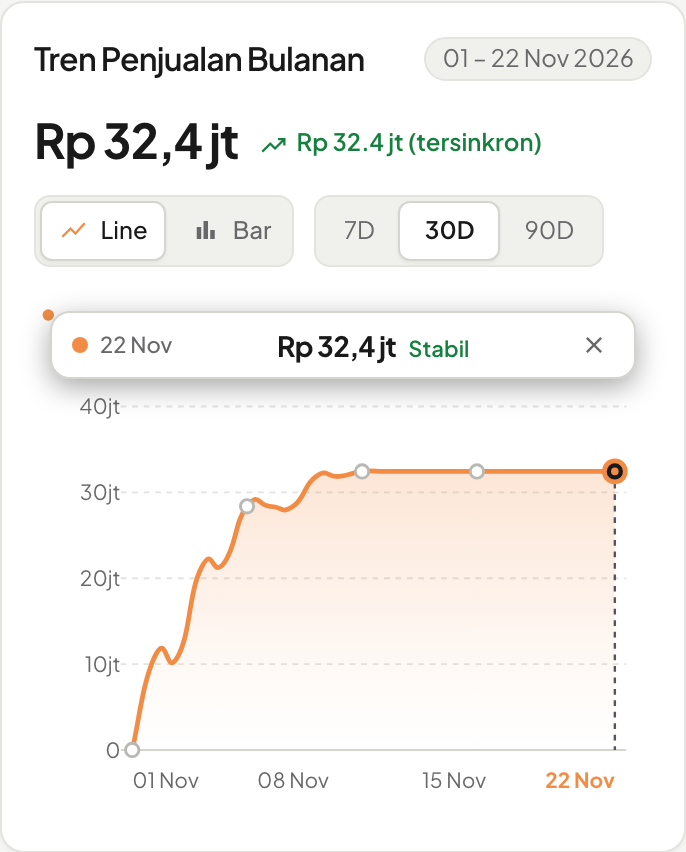 Tren Penjualan Bulanan
01 – 22 Nov 2026
Rp 32,4 jt
Rp 32.4 jt (tersinkron)
Line
Bar
7D
30D
90D
22 Nov
Rp 32,4 jt Stabil
40jt
30jt
20jt
10jt
0
01 Nov
08 Nov
15 Nov
22 Nov